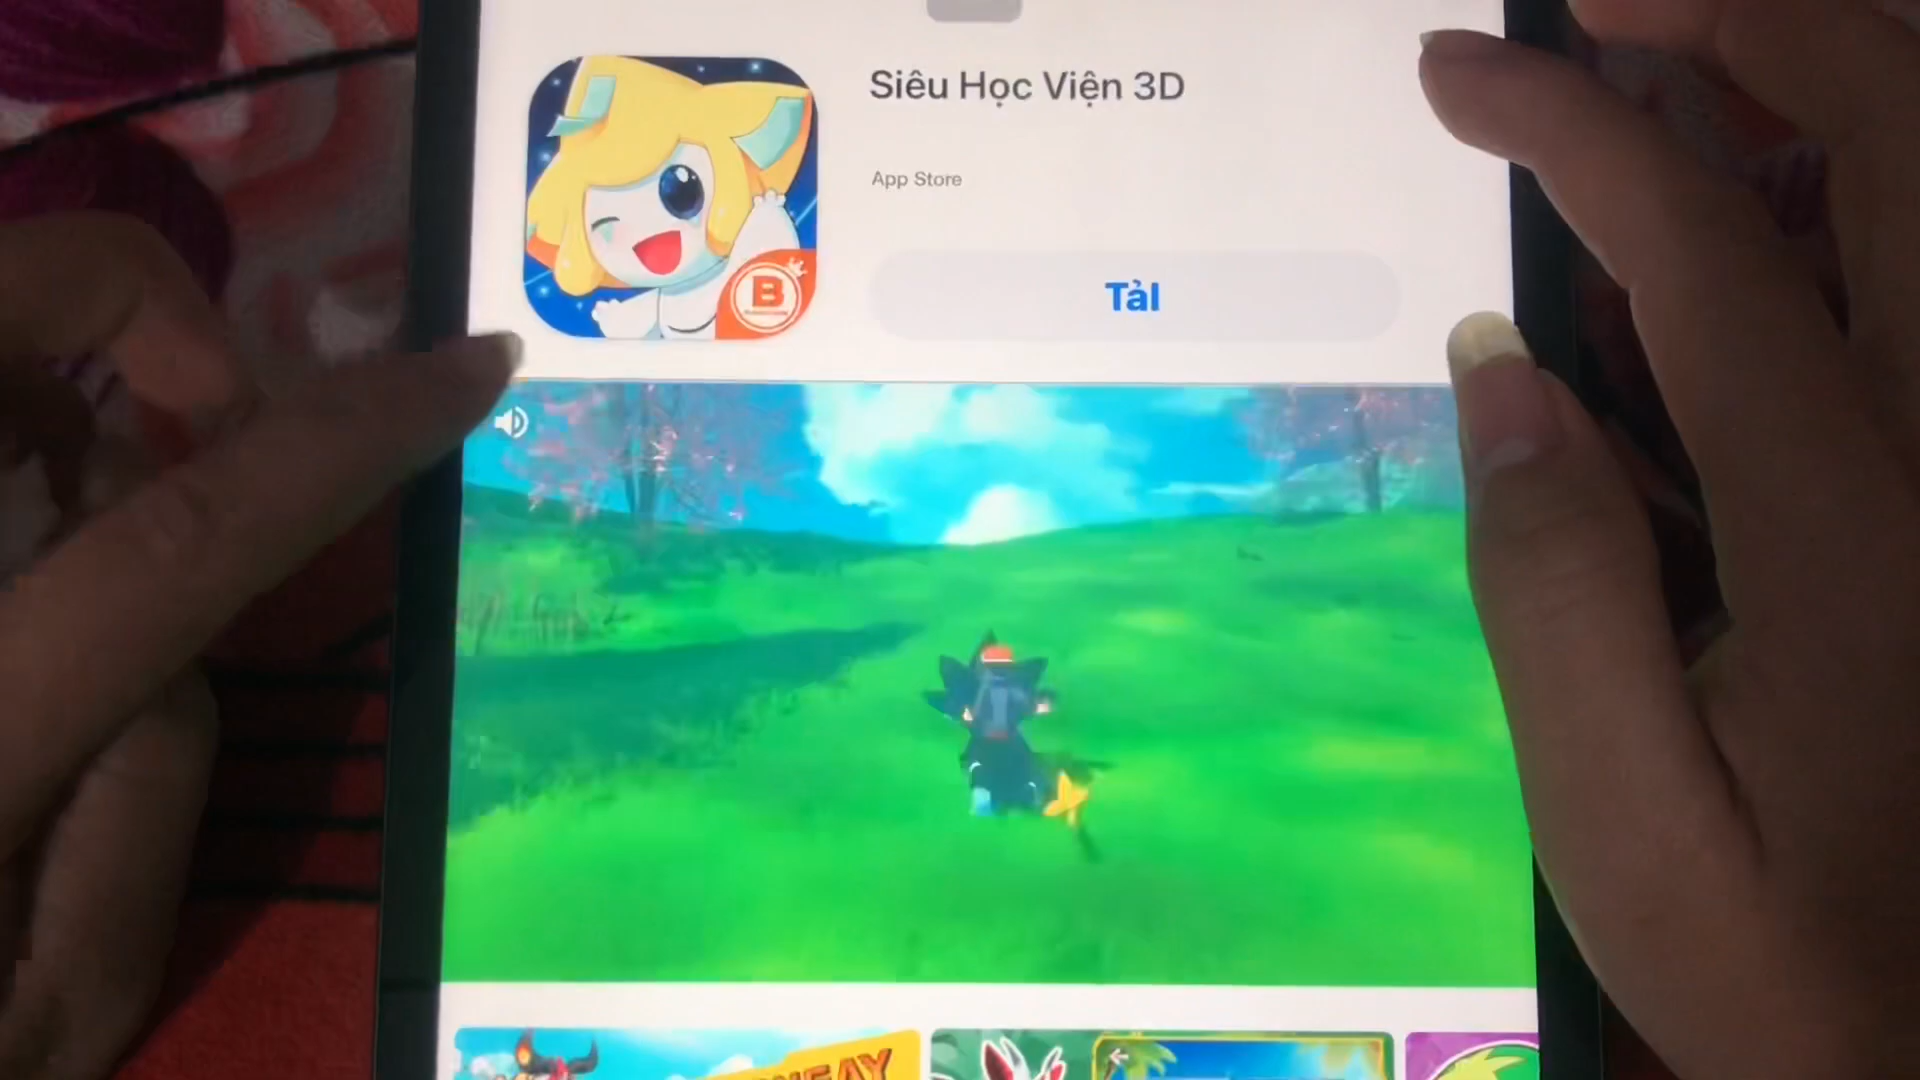 Siêu Học Viện 3D
App Store
TảI
B